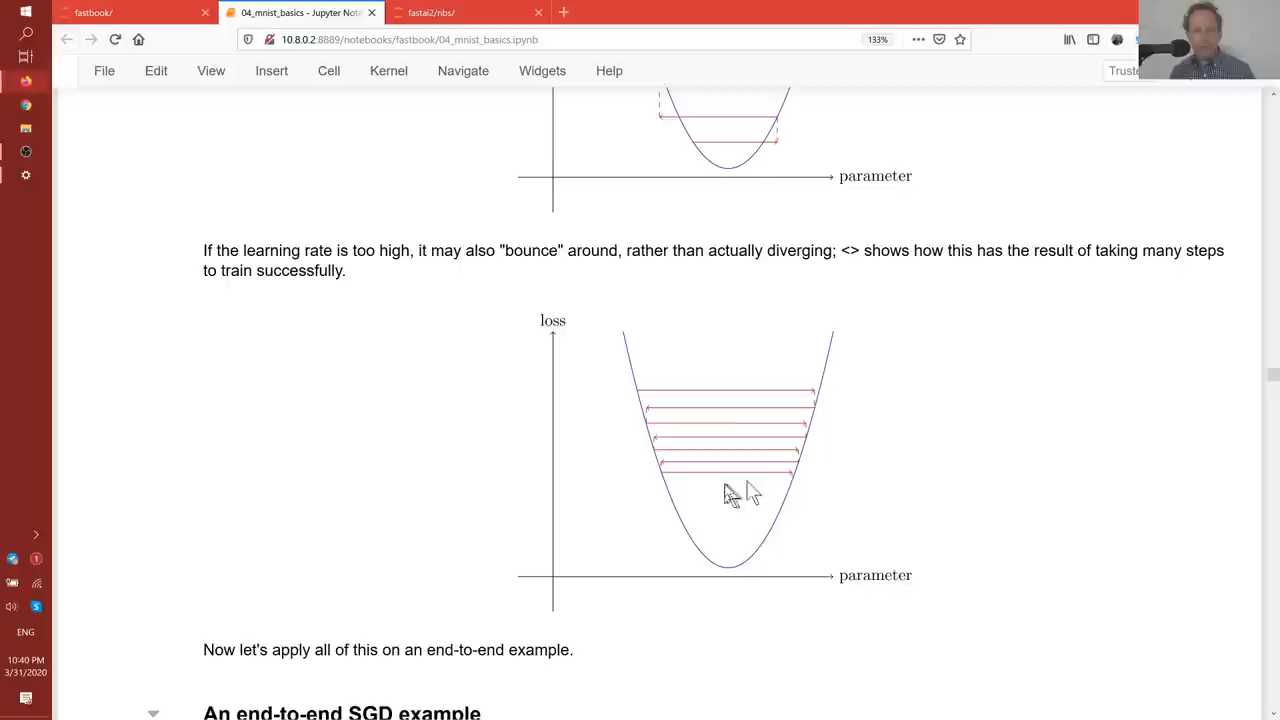 fastbook/
04_mnist_basics - Jupyter Note
fastai2/nbs/
10.8.0.2:8889/notebooks/fastbook/04_mnist_basics.ipynb
133%
File Edit View Insert Cell Kernel Navigate Widgets Help
Truste
parameter
If the learning rate is too high, it may also "bounce" around, rather than actually diverging; <> shows how this has the result of taking many steps
to train successfully.
loss
parameter
Now let's apply all of this on an end-to-end example.
An end-to-end SGD example
ENG
10:40 PM
3/31/2020